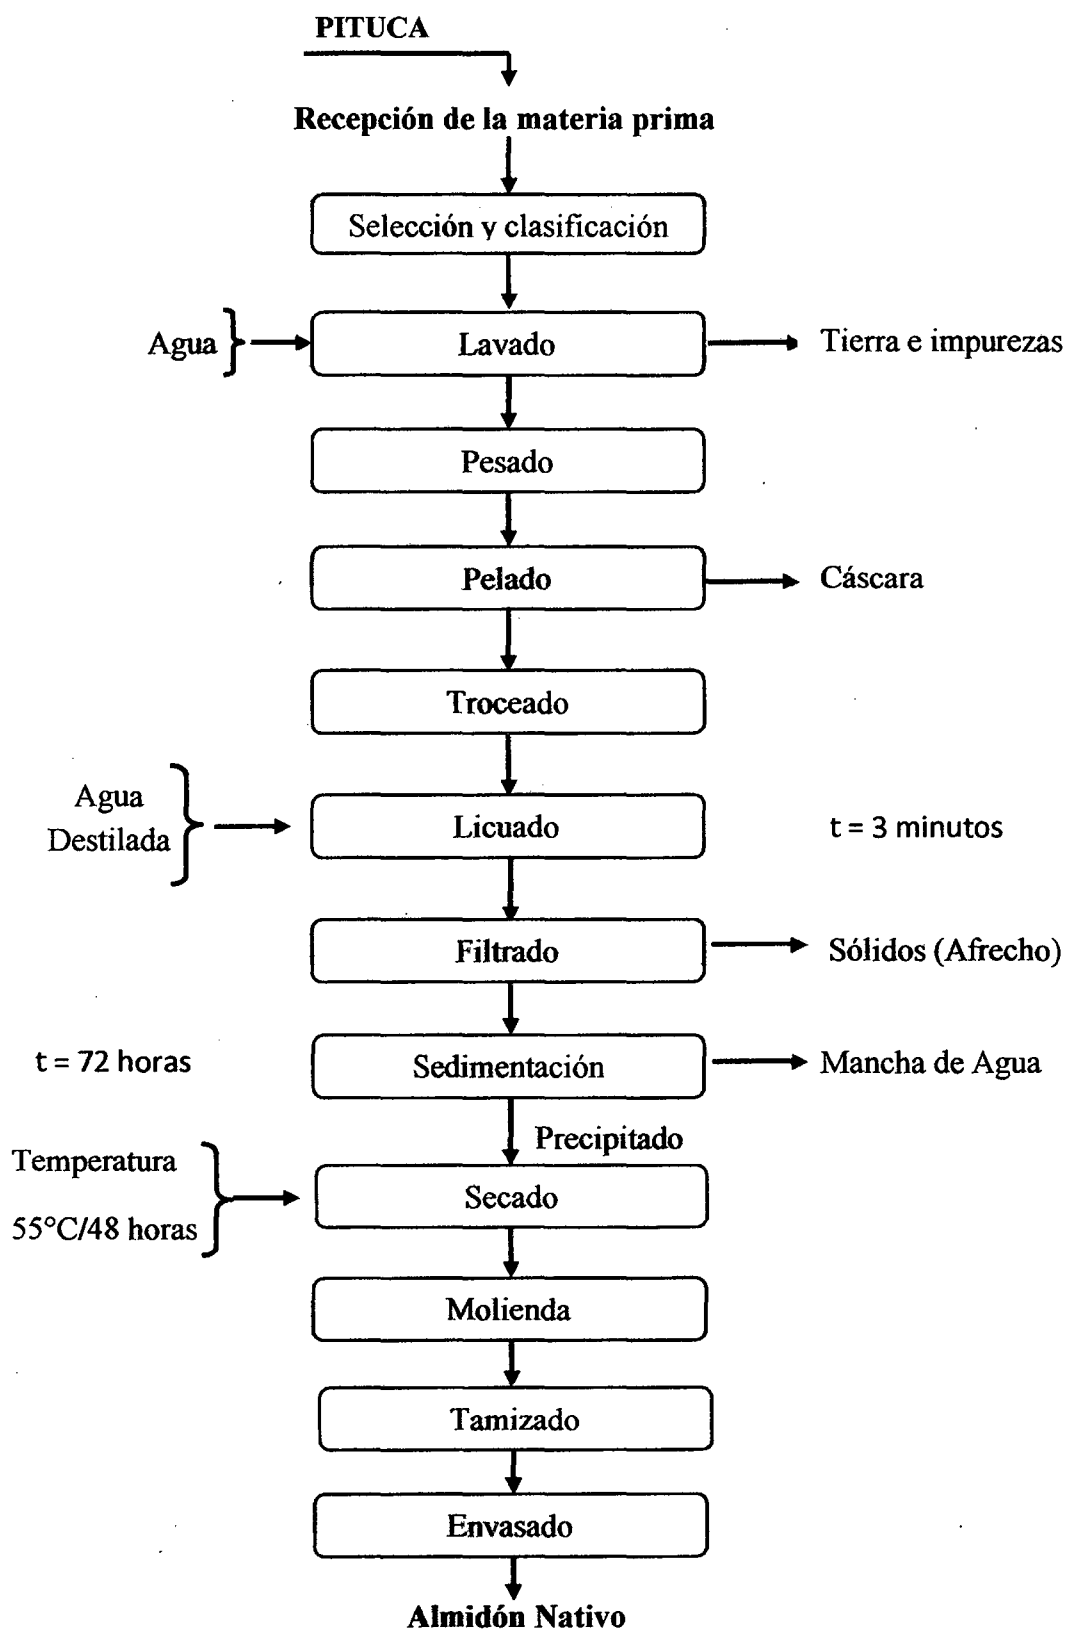 PITUCA
Recepción de la materia prima
Selección y clasificación
Agua
Lavado
Tierra e impurezas
Pesado
Pelado
Cáscara
Troceado
Agua
Destilada
Licuado
t = 3 minutos
Filtrado
Sólidos (Afrecho)
t = 72 horas
Sedimentación
Mancha de Agua
Precipitado
Temperatura
55°C/48 horas
Secado
Molienda
Tamizado
Envasado
Almidón Nativo